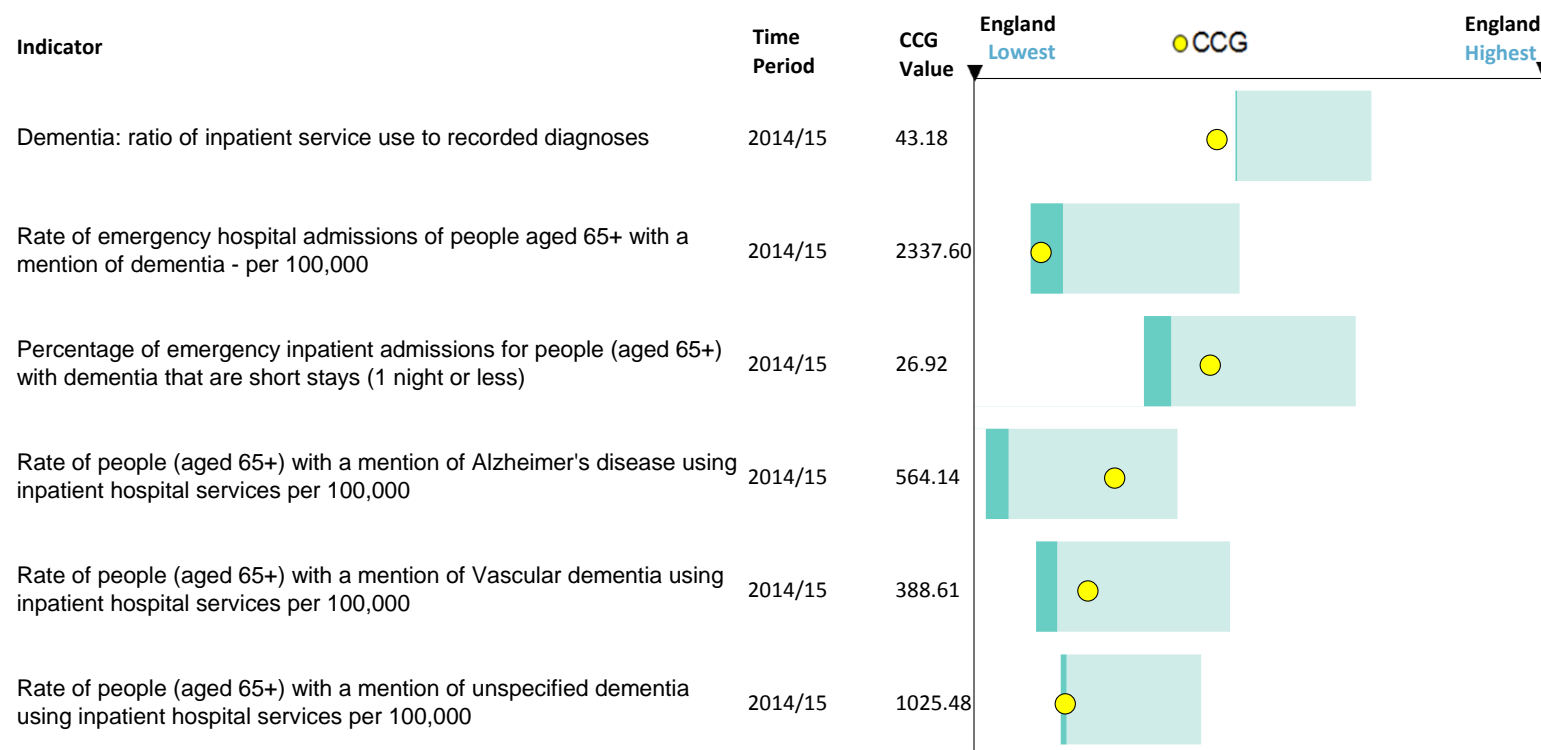 Indicator
Time
Period
CCG
Value
England
Lowest
CCG
England
Highest
Dementia: ratio of inpatient service use to recorded diagnoses
2014/15
43.18
Rate of emergency hospital admissions of people aged 65+ with a
mention of dementia - per 100,000
2014/15
2337.60
Percentage of emergency inpatient admissions for people (aged 65+)
with dementia that are short stays (1 night or less)
2014/15
26.92
Rate of people (aged 65+) with a mention of Alzheimer's disease using
inpatient hospital services per 100,000
2014/15
564.14
Rate of people (aged 65+) with a mention of Vascular dementia using
inpatient hospital services per 100,000
2014/15
388.61
Rate of people (aged 65+) with a mention of unspecified dementia
using inpatient hospital services per 100,000
2014/15
1025.48